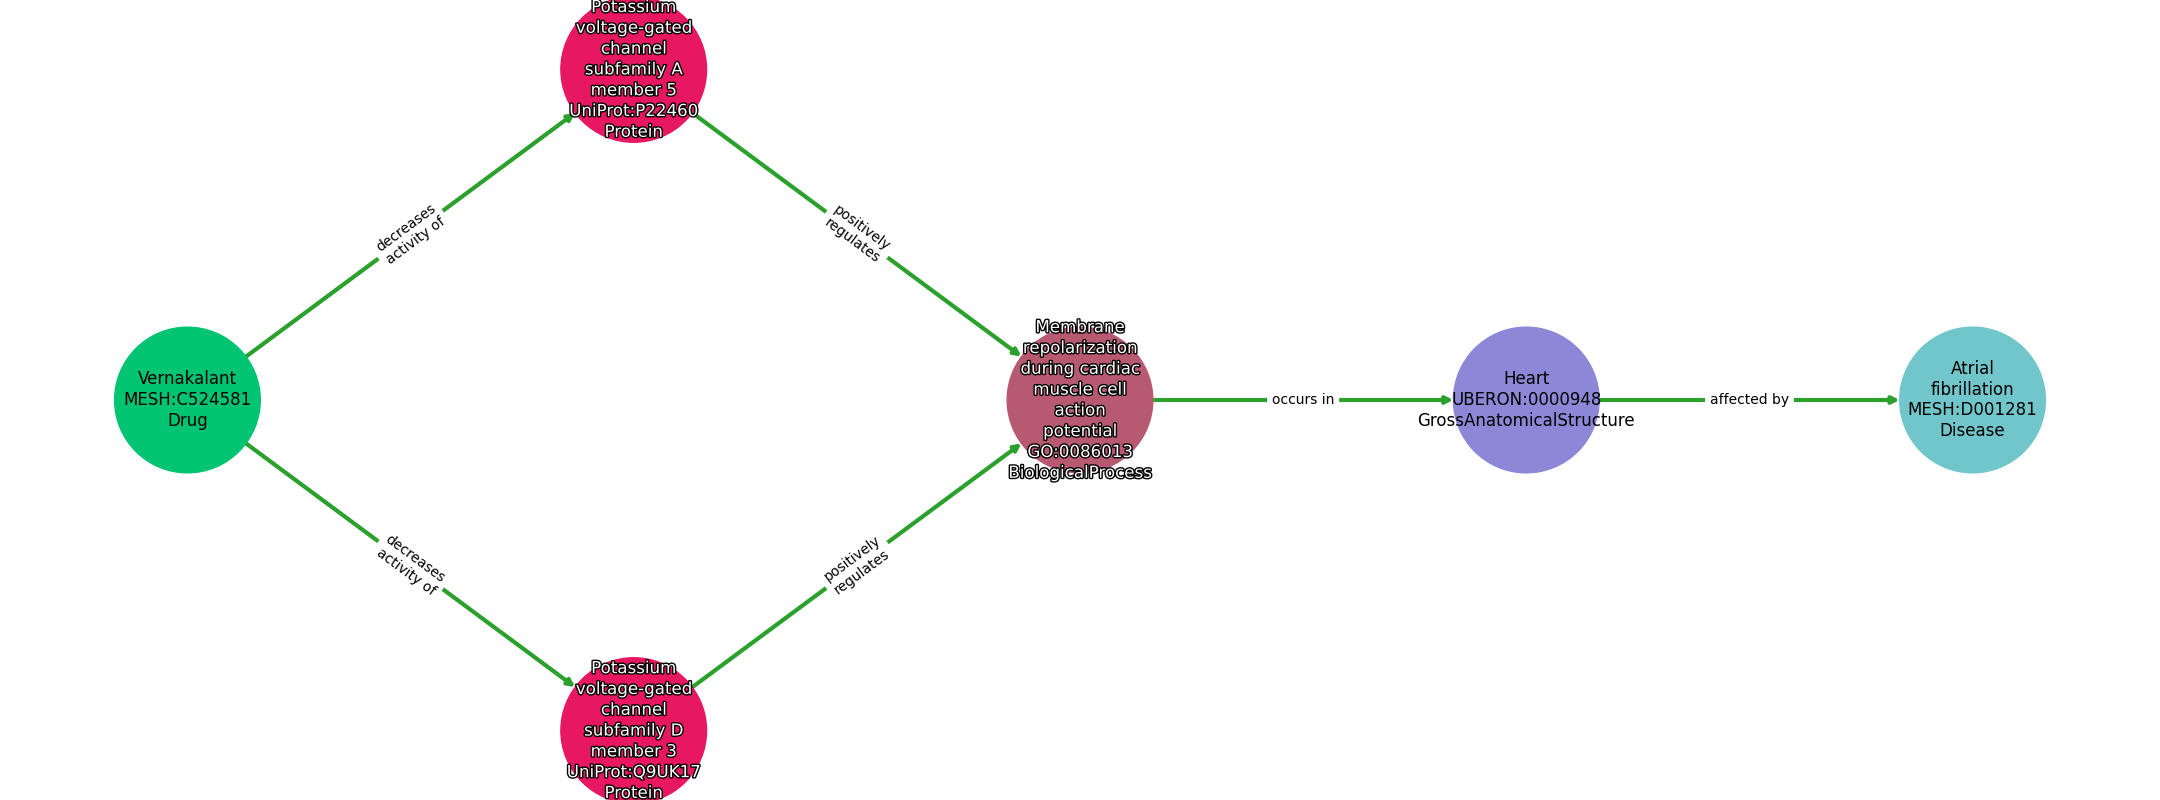 Potassium
voltage-gated
channel
subfamily A
member 5
UniProt:P22460
Protein
decreases
activity of
positively
regulates
Vernakalant
MESH:C524581
Drug
Membrane
repolarization
during cardiac
muscle cell
action
potential
GO:0086013
BiologicalProcess
occurs in
Heart
UBERON:0000948
GrossAnatomicalStructure
affected by
Atrial
fibrillation
MESH:D001281
Disease
decreases
activity of
positively
regulates
Potassium
voltage-gated
channel
subfamily D
member 3
UniProt:Q9UK17
Protein